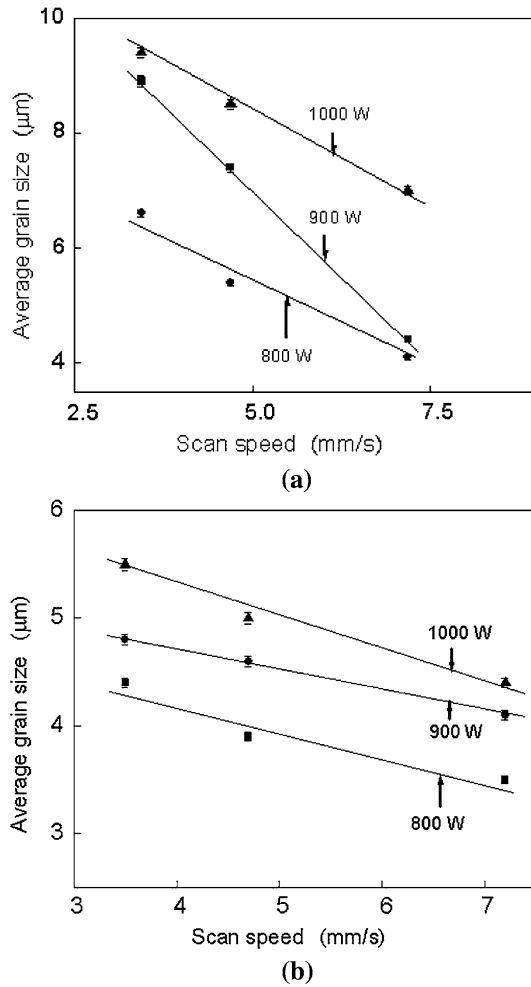 10
8
6
4
2.5 5.0 7.5
Average grain size (μm)
1000 W
900 W
800 W
Scan speed (mm/s)
(a)
6
5
4
3
3 4 5 6 7
Average grain size (μm)
1000 W
900 W
800 W
Scan speed (mm/s)
(b)